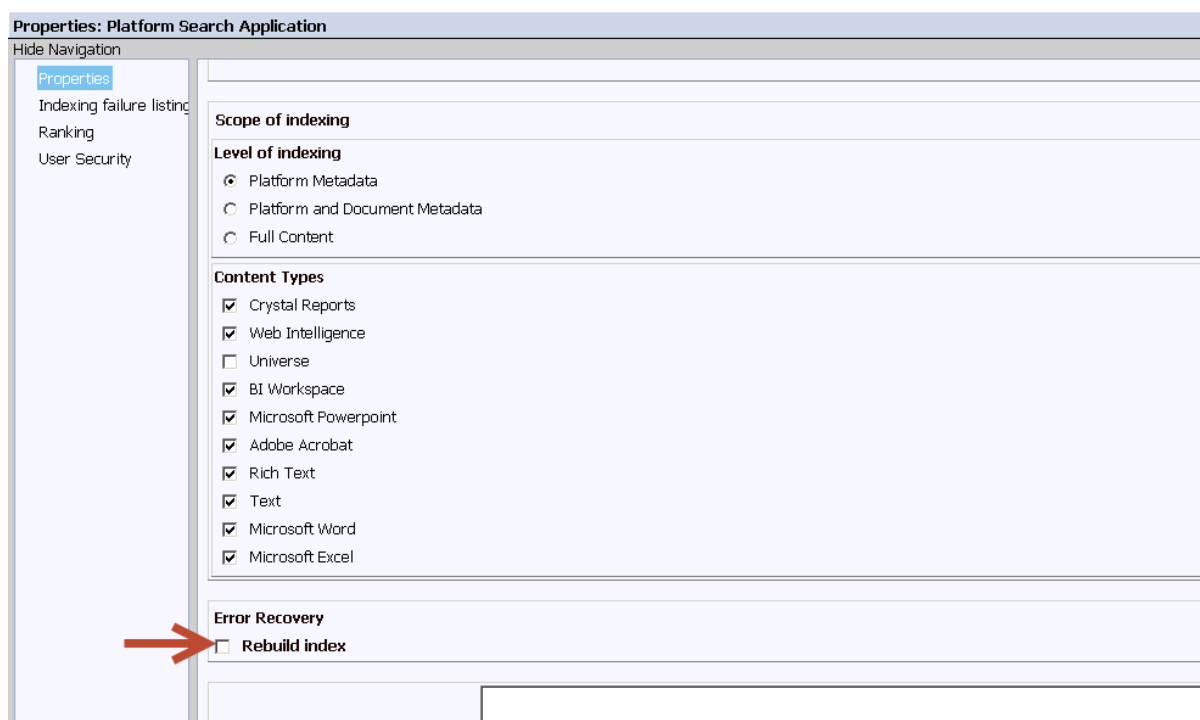 Properties: Platform Search Application
Hide Navigation
Properties
Indexing failure listing
Ranking
User Security
Scope of indexing
Level of indexing
Platform Metadata
Platform and Document Metadata
Full Content
Content Types
Crystal Reports
Web Intelligence
Universe
BI Workspace
Microsoft Powerpoint
Adobe Acrobat
Rich Text
Text
Microsoft Word
Microsoft Excel
Error Recovery
Rebuild index